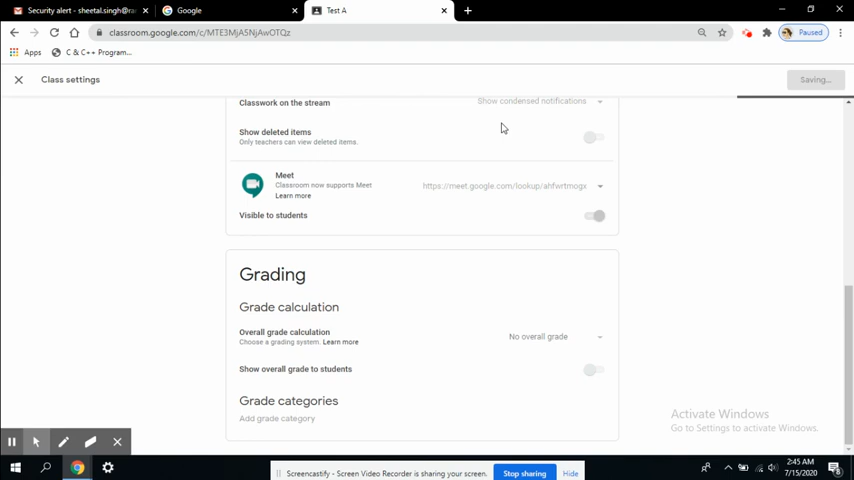 Security alert - sheetal.singh@ra
Google
Test A
classroom.google.com/c/MTE3MjA5NjAwOTQz
Paused
Apps
C & C++ Program...
Class settings
Saving...
Classwork on the stream
Show condensed notifications
Show deleted items
Only teachers can view deleted items.
Meet
Classroom now supports Meet
https://meet.google.com/lookup/ahfwrtmogx
Learn more
Visible to students
Grading
Grade calculation
Overall grade calculation
No overall grade
Choose a grading system. Learn more
Show overall grade to students
Grade categories
Add grade category
Activate Windows
Go to Settings to activate Windows.
Screencastify - Screen Video Recorder is sharing your screen.
Stop sharing
Hide
2:45 AM
7/15/2020